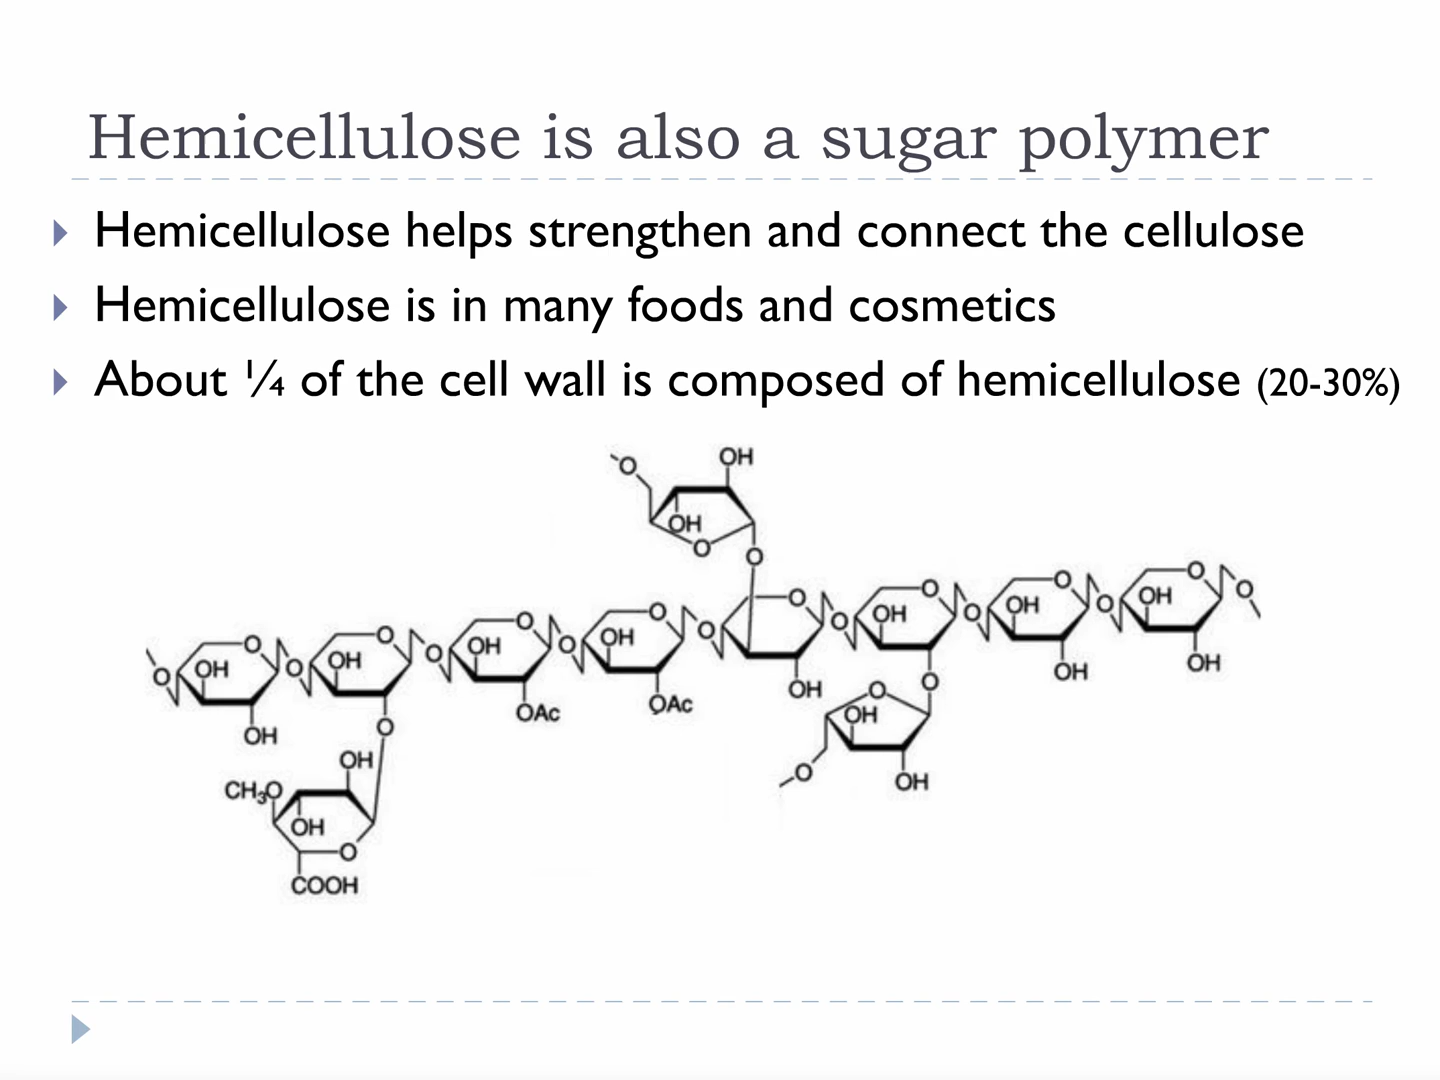 Hemicellulose is also a sugar polymer
Hemicellulose helps strengthen and connect the cellulose
Hemicellulose is in many foods and cosmetics
About ¼ of the cell wall is composed of hemicellulose (20-30%)
O OH
OH
O O
O OH O
O OH O
O OH O
O OH O
O O
O OH O
O OH O
O OH O
O
OH
O
OAc
OAc
OH
O
OH
OH
OH
CH₃O
OH
O
COOH
O
OH
O
OH